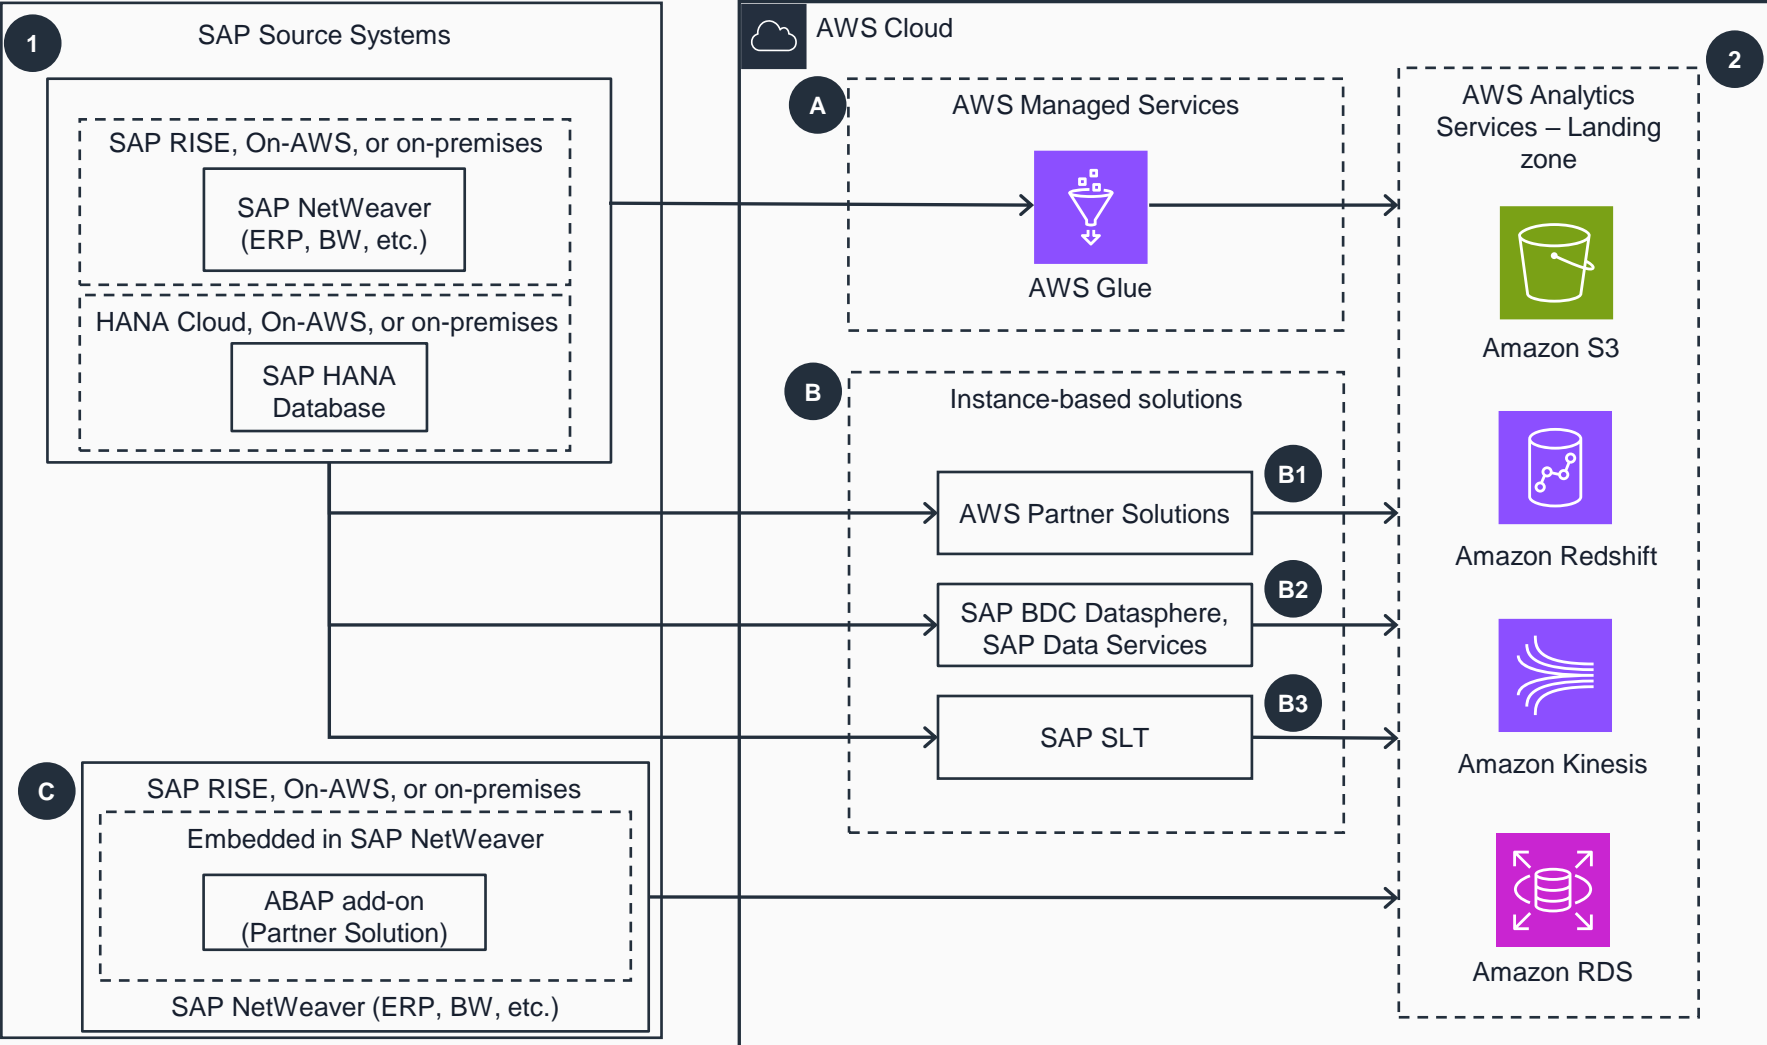 1
SAP Source Systems
SAP RISE, On-AWS, or on-premises
SAP NetWeaver
(ERP, BW, etc.)
HANA Cloud, On-AWS, or on-premises
SAP HANA
Database
C
SAP RISE, On-AWS, or on-premises
Embedded in SAP NetWeaver
ABAP add-on
(Partner Solution)
SAP NetWeaver (ERP, BW, etc.)
AWS Cloud
A
AWS Managed Services
AWS Glue
B
Instance-based solutions
B1
AWS Partner Solutions
B2
SAP BDC Datasphere,
SAP Data Services
B3
SAP SLT
2
AWS Analytics
Services – Landing
zone
Amazon S3
Amazon Redshift
Amazon Kinesis
Amazon RDS